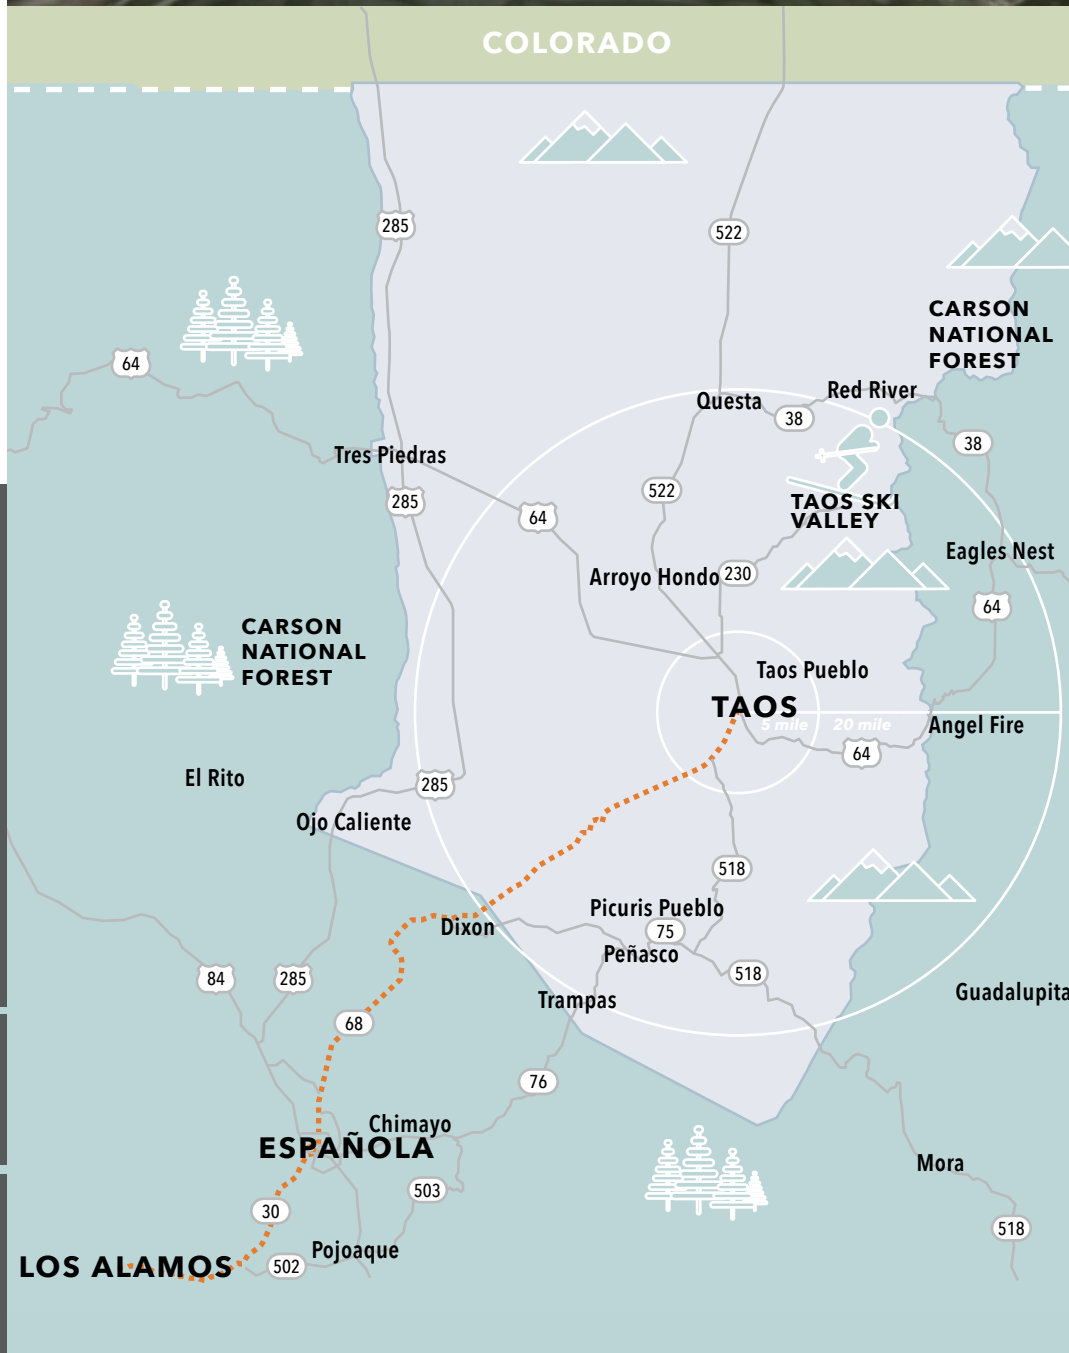 COLORADO
285
522
CARSON
NATIONAL
FOREST
64
Red River
Questa
38
38
Tres Piedras
522
285
TAOS SKI
VALLEY
64
Eagles Nest
Arroyo Hondo
230
64
CARSON
NATIONAL
FOREST
Taos Pueblo
TAOS
5 mile
20 mile
Angel Fire
64
El Rito
285
Ojo Caliente
518
Picuris Pueblo
Dixon
75
Peñasco
518
84
285
Guadalupita
Trampas
68
76
Chimayo
ESPAÑOLA
Mora
503
30
518
Pojoaque
LOS ALAMOS
502